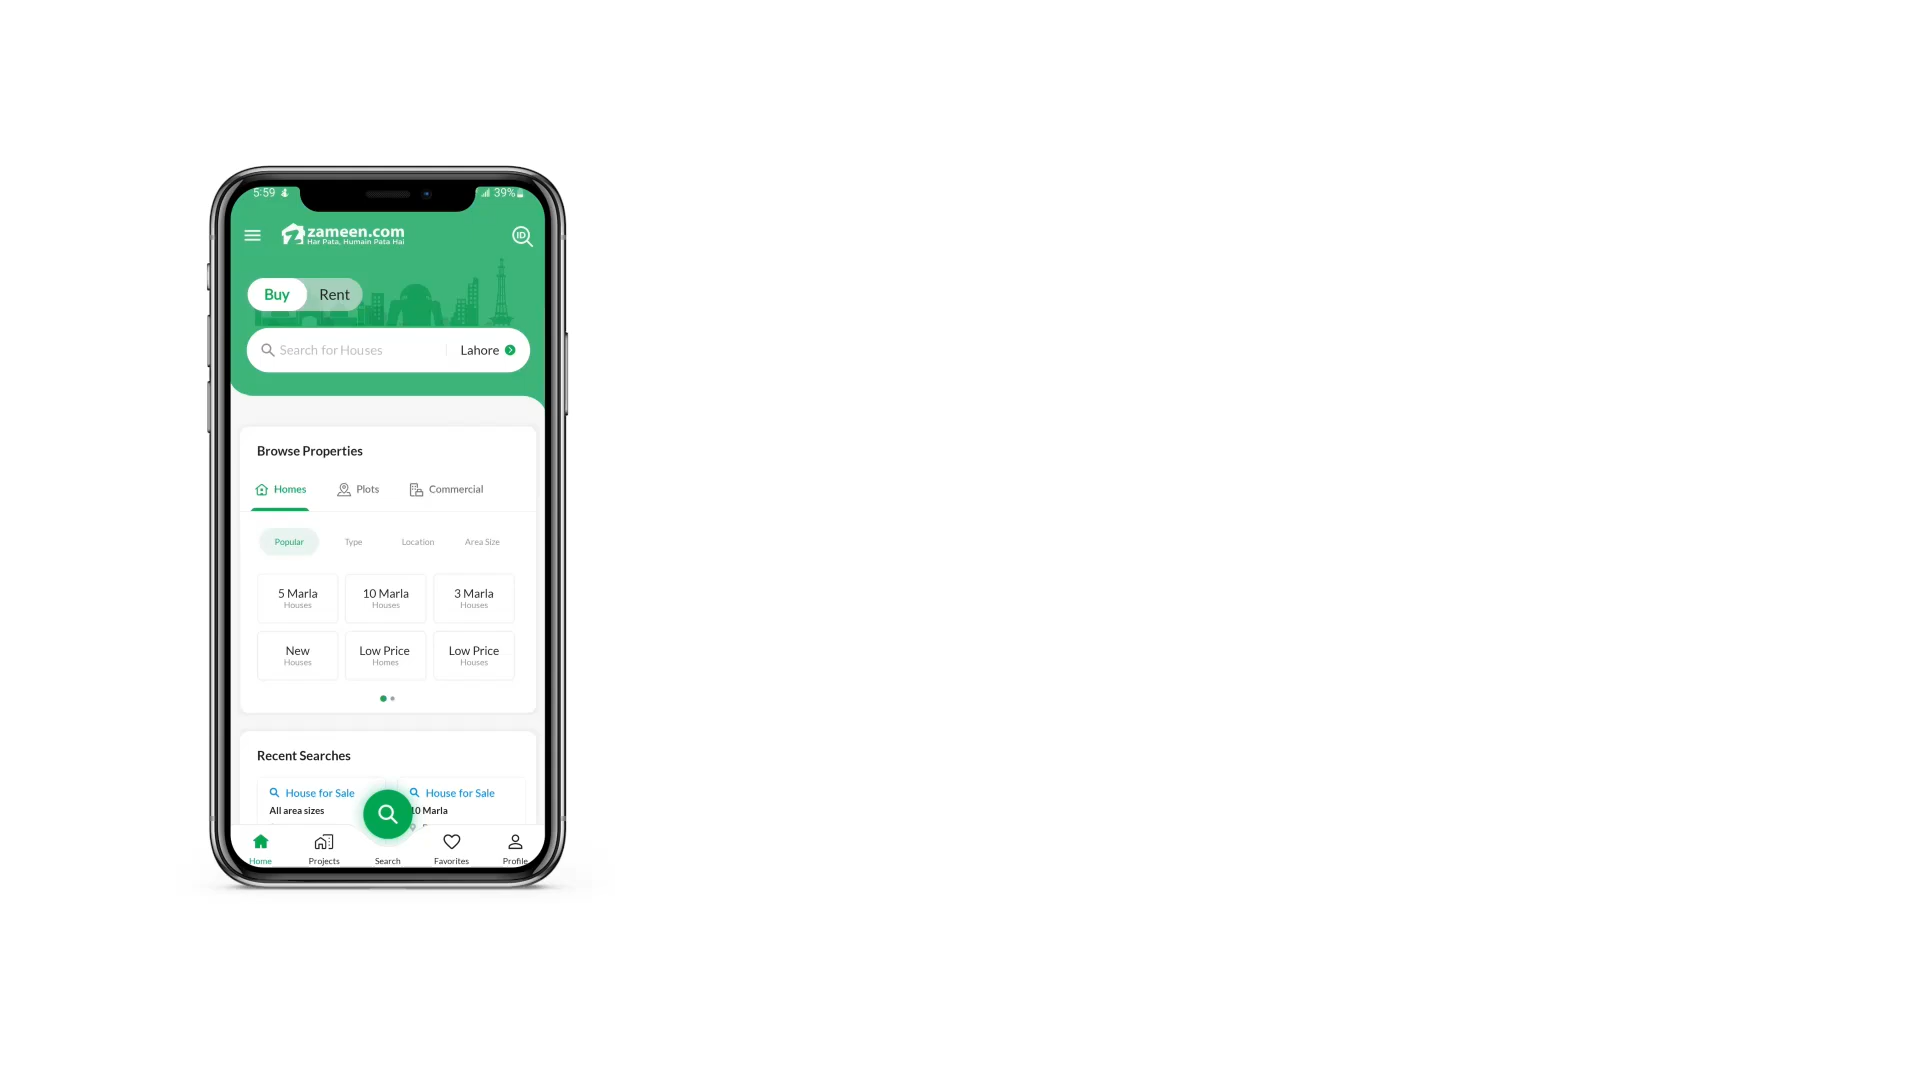 5:59 39%
zameen.com
Har Pata, Humain Pata Hai
ID
Buy Rent
Search for Houses Lahore
Browse Properties
Homes Plots Commercial
Popular Type Location Area Size
5 Marla 10 Marla 3 Marla
Houses Houses Houses
New Low Price Low Price
Houses Homes Houses
Recent Searches
House for Sale House for Sale
All area sizes 10 Marla
Home Projects Search Favorites Profile